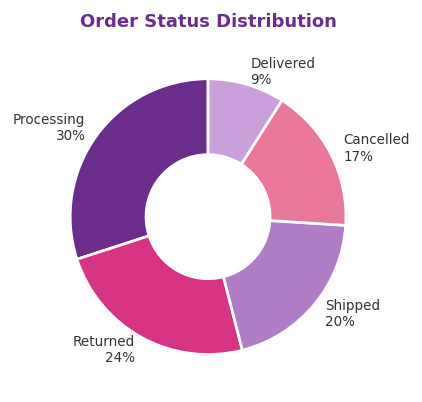 Order Status Distribution
Delivered
9%
Processing
30%
Cancelled
17%
Shipped
20%
Returned
24%